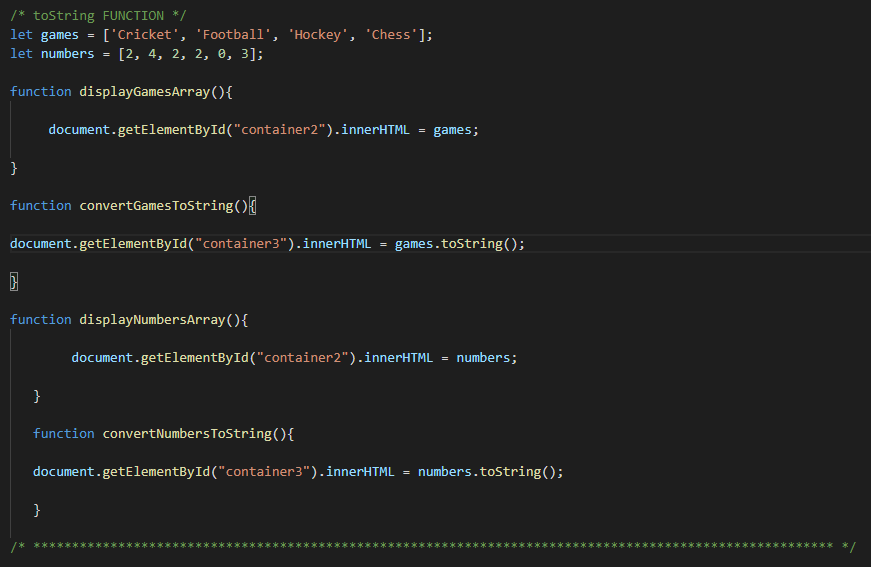 /* toString FUNCTION */
let games = ['Cricket', 'Football', 'Hockey', 'Chess'];
let numbers = [2, 4, 2, 2, 0, 3];
function displayGamesArray(){
document.getElementById("container2").innerHTML = games;
}
function convertGamesToString(){
document.getElementById("container3").innerHTML = games.toString();
}
function displayNumbersArray(){
document.getElementById("container2").innerHTML = numbers;
}
function convertNumbersToString(){
document.getElementById("container3").innerHTML = numbers.toString();
}
/* ******************************************************************************************************** */